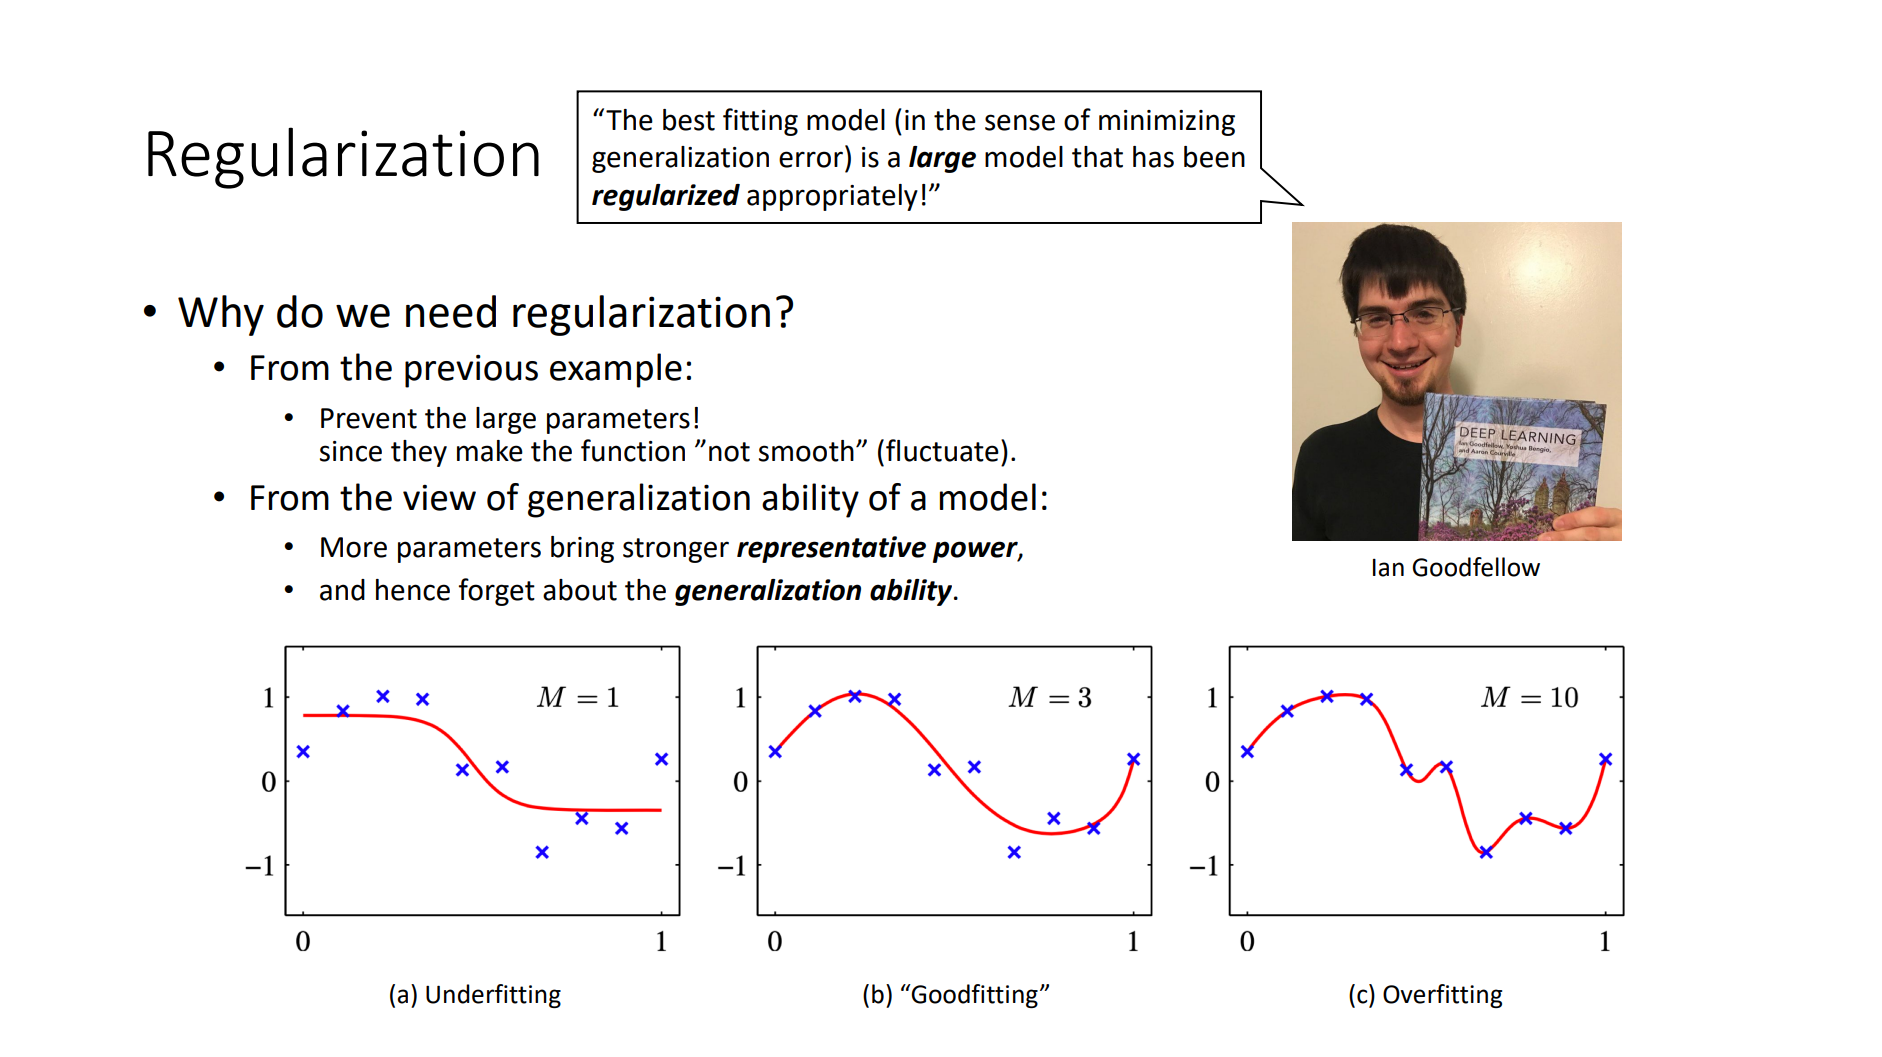 Regularization
“The best fitting model (in the sense of minimizing
generalization error) is a large model that has been
regularized appropriately!”
• Why do we need regularization?
• From the previous example:
• Prevent the large parameters!
since they make the function ”not smooth” (fluctuate).
• From the view of generalization ability of a model:
• More parameters bring stronger representative power,
• and hence forget about the generalization ability.
DEEP LEARNING
Ian Goodfellow, Yoshua Bengio,
and Aaron Courville
Ian Goodfellow
M = 1
1
0
−1
0
1
(a) Underfitting
M = 3
1
0
−1
0
1
(b) “Goodfitting”
M = 10
1
0
−1
0
1
(c) Overfitting